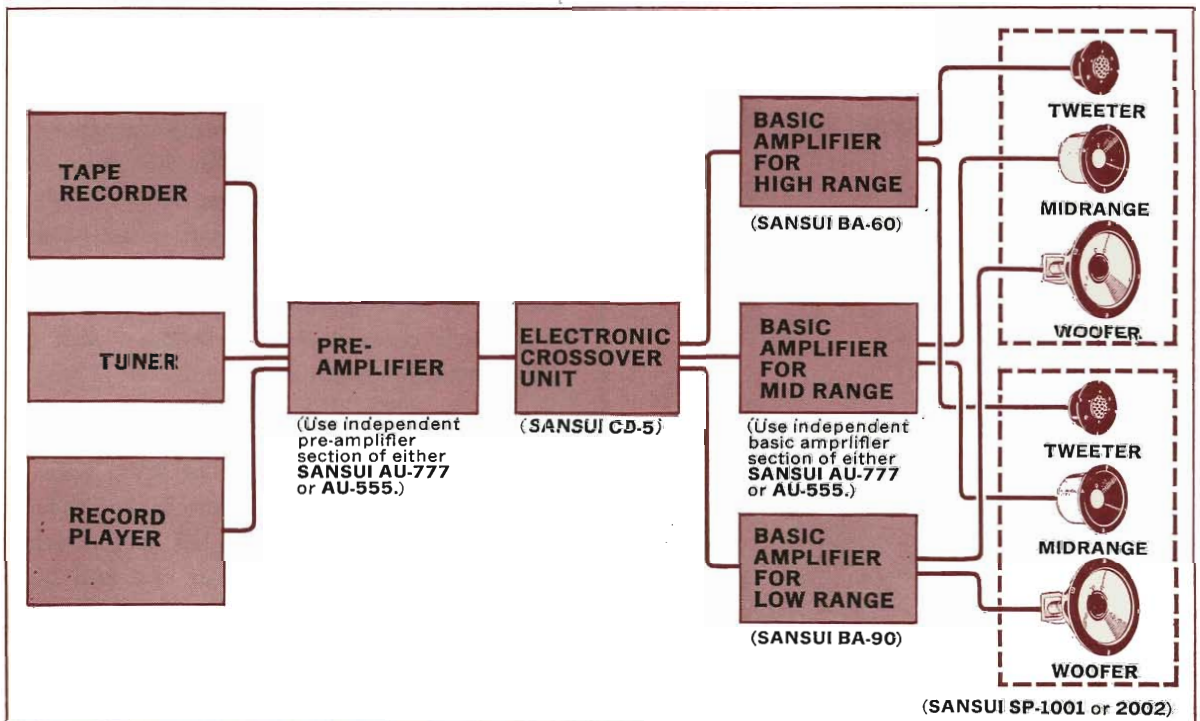 TAPE
RECORDER
TUNER
RECORD
PLAYER
PRE-
AMPLIFIER
(Use independent
pre-amplifier
section of either
SANSUI AU-777
or AU-555.)
ELECTRONIC
CROSSOVER
UNIT
(SANSUI CD-5)
BASIC
AMPLIFIER
FOR
HIGH RANGE
(SANSUI BA-60)
BASIC
AMPLIFIER
FOR
MID RANGE
(Use independent
basic amprlifier
section of either
SANSUI AU-777
or AU-555.)
BASIC
AMPLIFIER
FOR
LOW RANGE
(SANSUI BA-90)
TWEETER
MIDRANGE
WOOFER
TWEETER
MIDRANGE
WOOFER
(SANSUI SP-1001 or 2002)